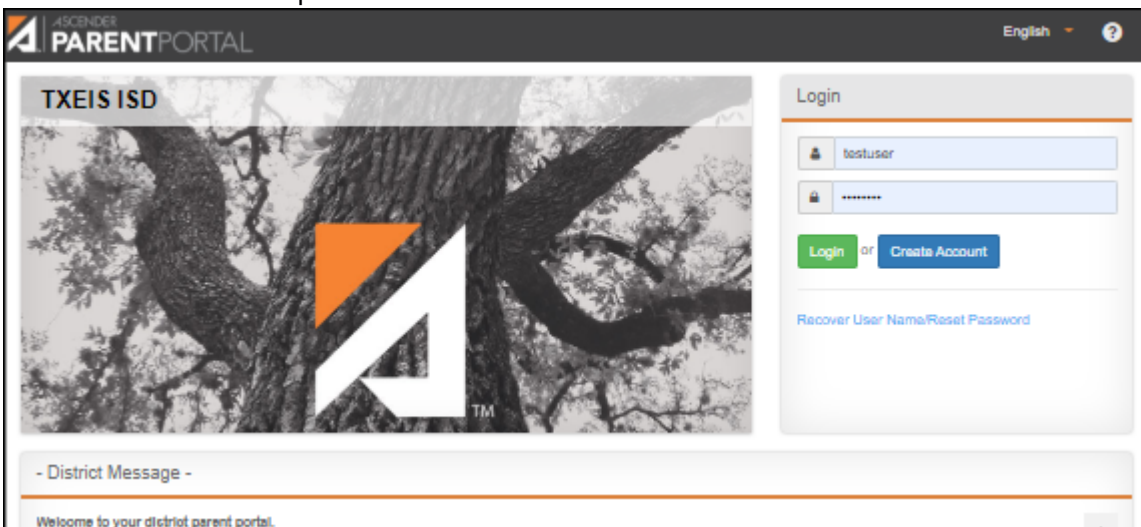 ASCENDER
PARENTPORTAL
English
TXEIS ISD
TM
Login
testuser
Login or Create Account
Recover User Name/Reset Password
- District Message -
Welcome to your district parent portal.